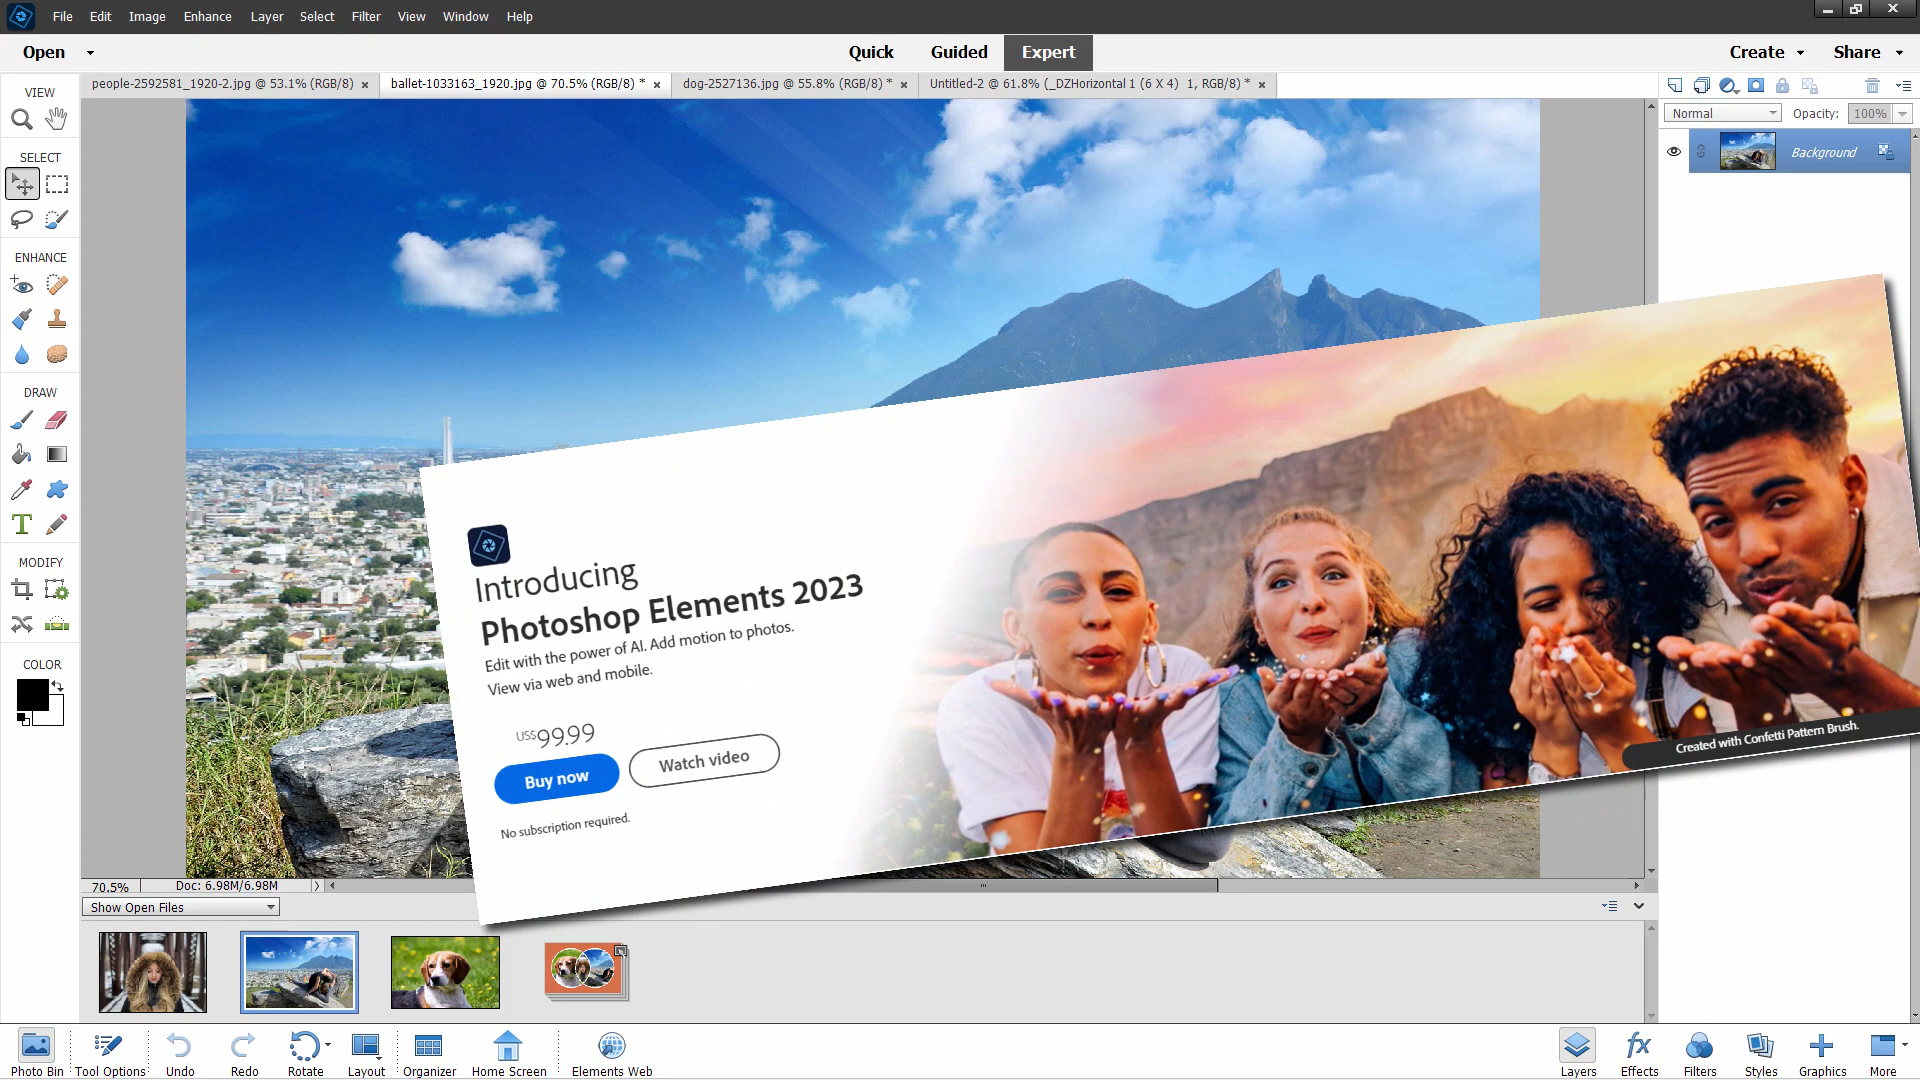 File Edit Image Enhance Layer Select Filter View Window Help
Open Quick Guided Expert Create Share
people-2592581_1920-2.jpg @ 53.1% (RGB/8) ballet-1033163_1920.jpg @ 70.5% (RGB/8) * dog-2527136.jpg @ 55.8% (RGB/8) * Untitled-2 @ 61.8% (_DZHorizontal 1 (6 X 4) 1, RGB/8) *
VIEW
Normal Opacity: 100%
Background
SELECT
ENHANCE
DRAW
MODIFY
COLOR
Introducing
Photoshop Elements 2023
Edit with the power of AI. Add motion to photos.
View via web and mobile.
US$99.99
Buy now Watch video
No subscription required.
Created with Confetti Pattern Brush.
70.5% Doc: 6.98M/6.98M
Show Open Files
Photo Bin Tool Options Undo Redo Rotate Layout Organizer Home Screen Elements Web Layers Effects Filters Styles Graphics More